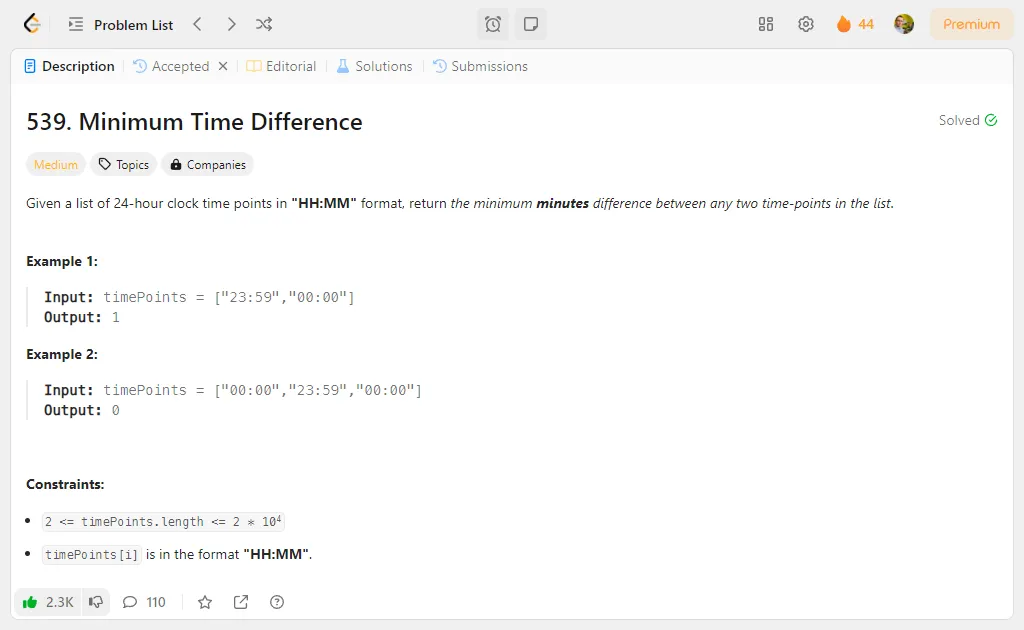 Problem List
44
Premium
Description
Accepted
Editorial
Solutions
Submissions
539. Minimum Time Difference
Solved
Medium
Topics
Companies
Given a list of 24-hour clock time points in "HH:MM" format, return the minimum minutes difference between any two time-points in the list.
Example 1:
Input: timePoints = ["23:59","00:00"]
Output: 1
Example 2:
Input: timePoints = ["00:00","23:59","00:00"]
Output: 0
Constraints:
2 <= timePoints.length <= 2 * 10⁴
timePoints[i] is in the format "HH:MM".
2.3K
110